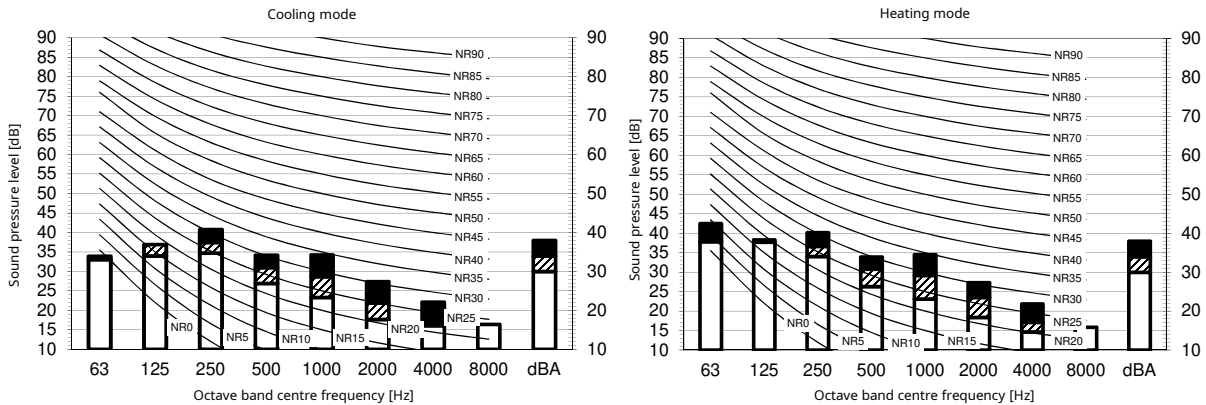 Cooling mode
90 90
85
80 80
75
70 70
65
60 60
55
50 50
45
40 40
35
30 30
25
20 20
15
10 10
Sound pressure level [dB]
NR90
NR85
NR80
NR75
NR70
NR65
NR60
NR55
NR50
NR45
NR40
NR35
NR30
NR25
NR0 NR5 NR10 NR15 NR20
63 125 250 500 1000 2000 4000 8000 dBA
Octave band centre frequency [Hz]
Heating mode
90 90
85
80 80
75
70 70
65
60 60
55
50 50
45
40 40
35
30 30
25
20 20
15
10 10
Sound pressure level [dB]
NR90
NR85
NR80
NR75
NR70
NR65
NR60
NR55
NR50
NR45
NR40
NR35
NR30
NR25
NR0 NR5 NR10 NR15 NR20
63 125 250 500 1000 2000 4000 8000 dBA
Octave band centre frequency [Hz]